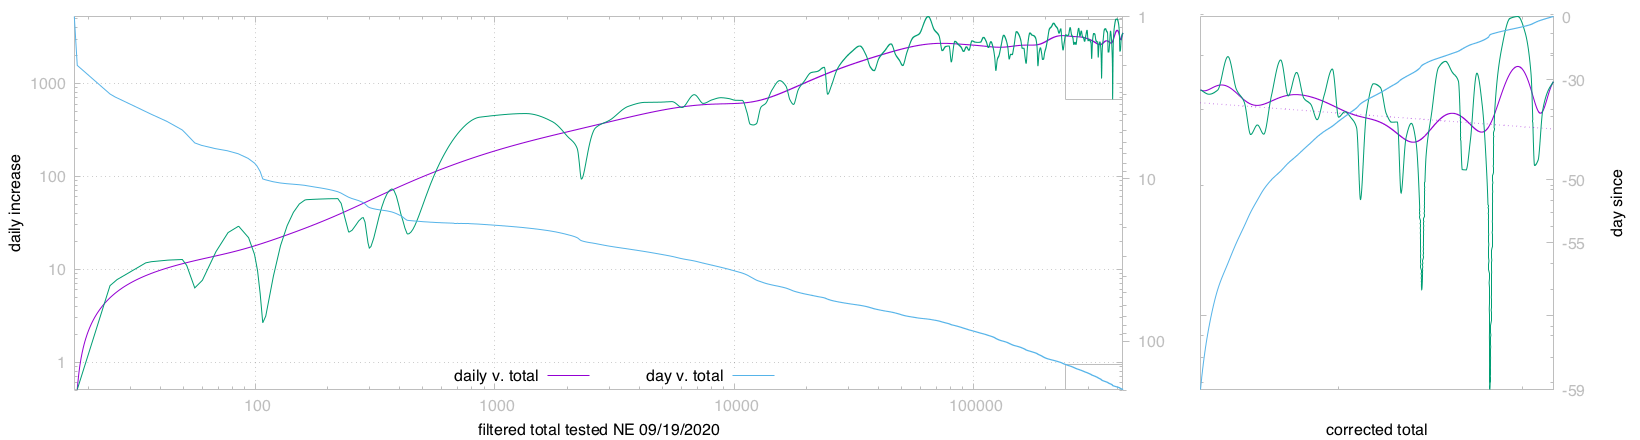 1000
100
10
1
daily increase
100
1000
10000
100000
filtered total tested NE 09/19/2020
daily v. total
day v. total
1
10
100
0
-30
-50
-55
-59
day since
corrected total